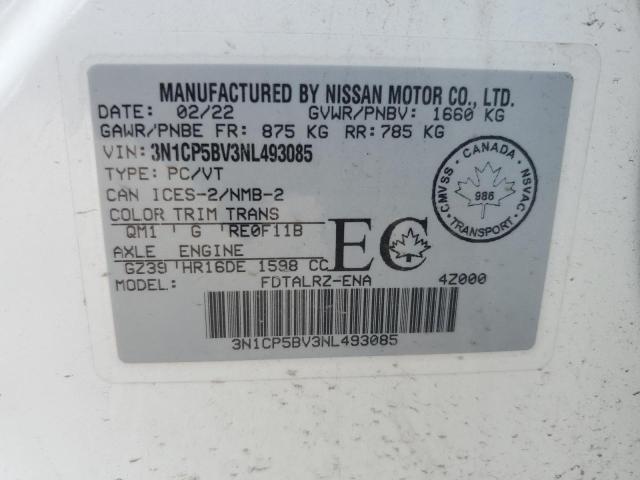 MANUFACTURED BY NISSAN MOTOR CO., LTD.
DATE: 02/22 GVWR/PNBV: 1660 KG
GAWR/PNBE FR: 875 KG RR: 785 KG
VIN: 3N1CP5BV3NL493085
TYPE: PC/VT
CAN ICES-2/NMB-2
COLOR TRIM TRANS
QM1 G RE0F11B
AXLE ENGINE
GZ39 HR16DE 1598 CC
MODEL: FDTALRZ-ENA 4Z000
3N1CP5BV3NL493085
EC
CMVSS - CANADA - NSVAC
986
- TRANSPORT -